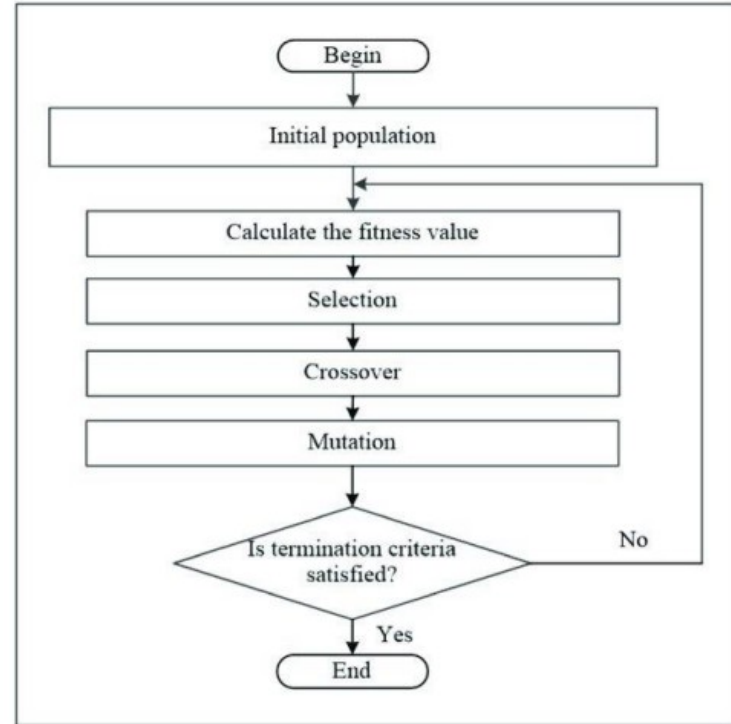 Begin
Initial population
Calculate the fitness value
Selection
Crossover
Mutation
Is termination criteria
satisfied?
No
Yes
End